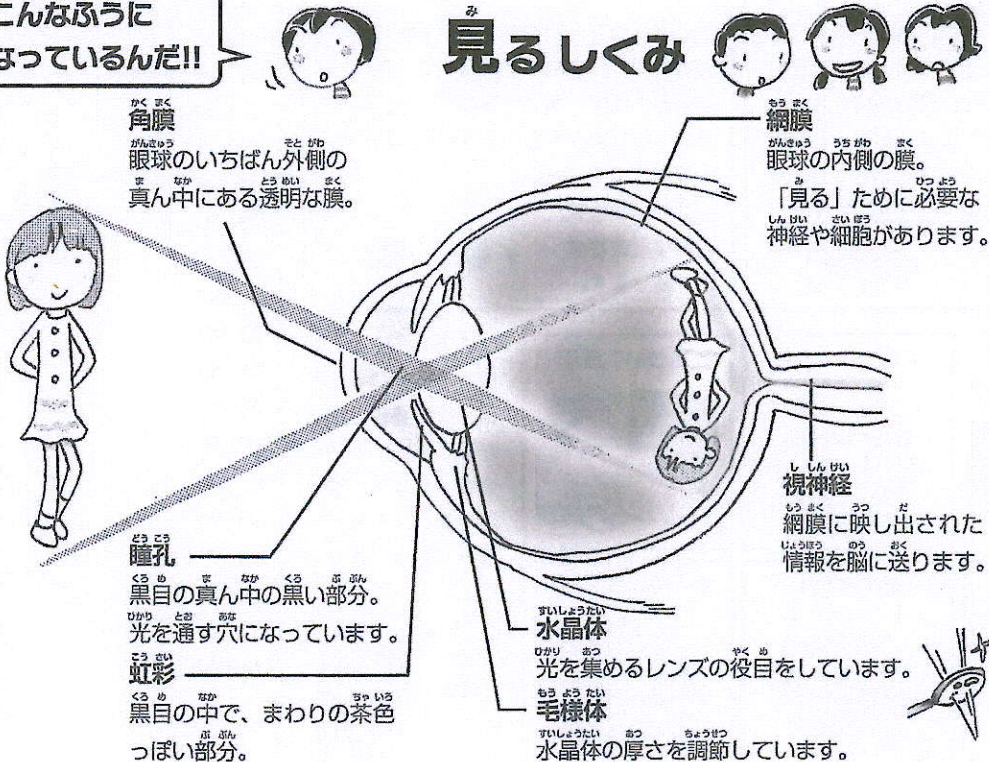 こんなふうに
なっているんだ!!
見るしくみ
角膜
眼球のいちばん外側の
真ん中にある透明な膜。
網膜
眼球の内側の膜。
「見る」ために必要な
神経や細胞があります。
視神経
網膜に映し出された
情報を脳に送ります。
瞳孔
黒目の真ん中の黒い部分。
光を通す穴になっています。
虹彩
黒目の中で、まわりの茶色
っぽい部分。
水晶体
光を集めるレンズの役目をしています。
毛様体
水晶体の厚さを調節しています。